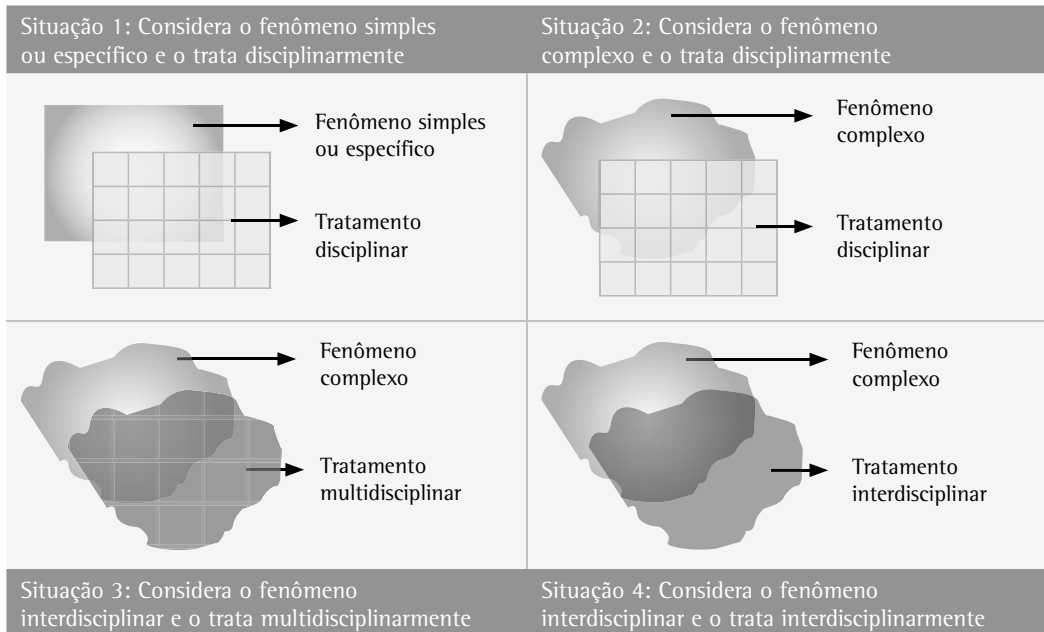 Situação 1: Considera o fenômeno simples
ou específico e o trata disciplinarmente
Situação 2: Considera o fenômeno
complexo e o trata disciplinarmente
Fenômeno simples
ou específico
Tratamento
disciplinar
Fenômeno
complexo
Tratamento
disciplinar
Fenômeno
complexo
Tratamento
multidisciplinar
Fenômeno
complexo
Tratamento
interdisciplinar
Situação 3: Considera o fenômeno
interdisciplinar e o trata multidisciplinarmente
Situação 4: Considera o fenômeno
interdisciplinar e o trata interdisciplinarmente